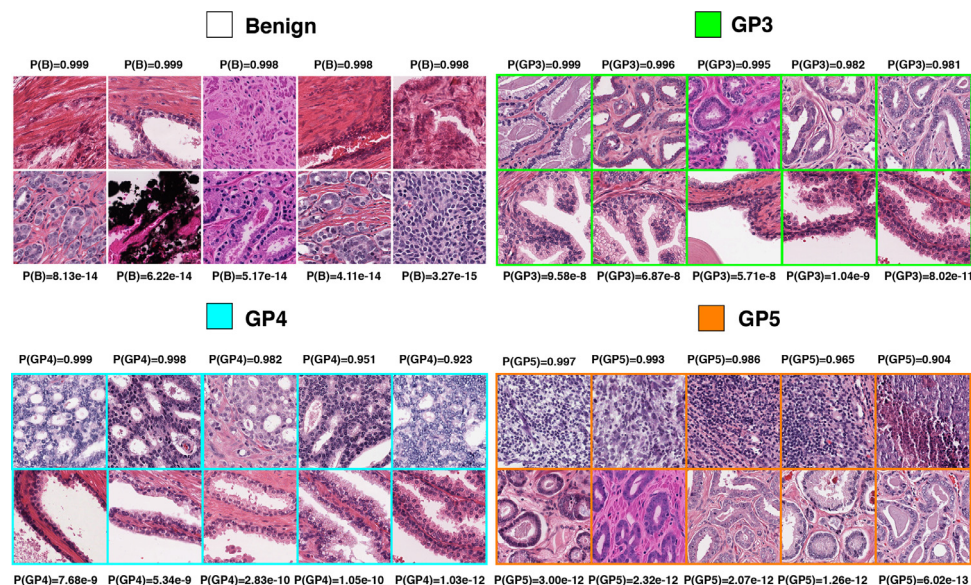 Benign
P(B)=0.999 P(B)=0.999 P(B)=0.998 P(B)=0.998 P(B)=0.998
P(B)=8.13e-14 P(B)=6.22e-14 P(B)=5.17e-14 P(B)=4.11e-14 P(B)=3.27e-15
GP3
P(GP3)=0.999 P(GP3)=0.996 P(GP3)=0.995 P(GP3)=0.982 P(GP3)=0.981
P(GP3)=9.58e-8 P(GP3)=6.87e-8 P(GP3)=5.71e-8 P(GP3)=1.04e-9 P(GP3)=8.02e-11
GP4
P(GP4)=0.999 P(GP4)=0.998 P(GP4)=0.982 P(GP4)=0.951 P(GP4)=0.923
P(GP4)=7.68e-9 P(GP4)=5.34e-9 P(GP4)=2.83e-10 P(GP4)=1.05e-10 P(GP4)=1.03e-12
GP5
P(GP5)=0.997 P(GP5)=0.993 P(GP5)=0.986 P(GP5)=0.965 P(GP5)=0.904
P(GP5)=3.00e-12 P(GP5)=2.32e-12 P(GP5)=2.07e-12 P(GP5)=1.26e-12 P(GP5)=6.02e-13